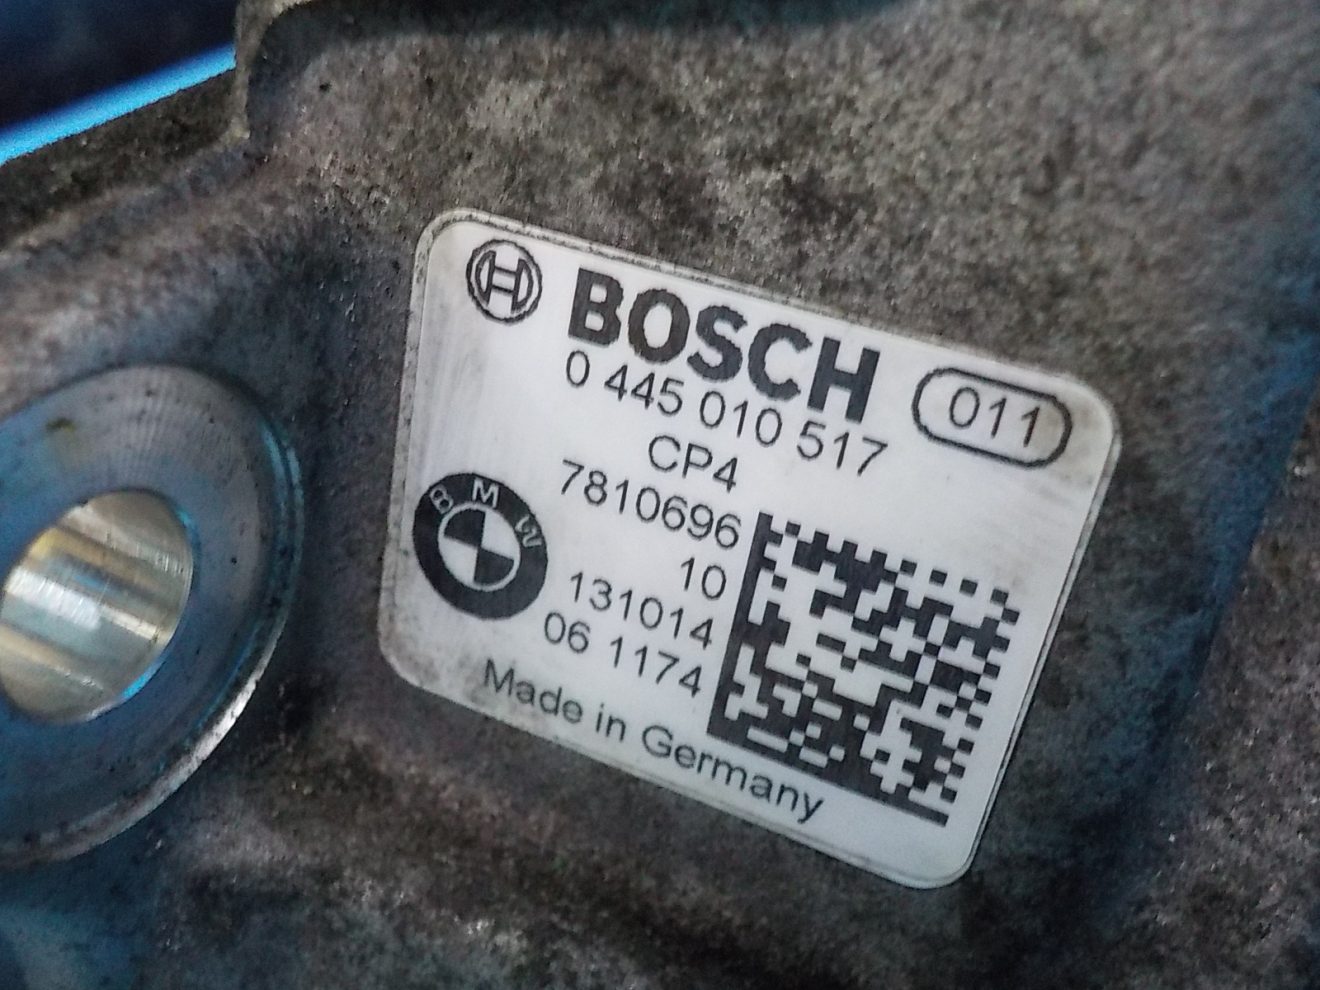 BOSCH 011
0 445 010 517
CP4
7810696
BMW
10
131014
06 1174
Made in Germany